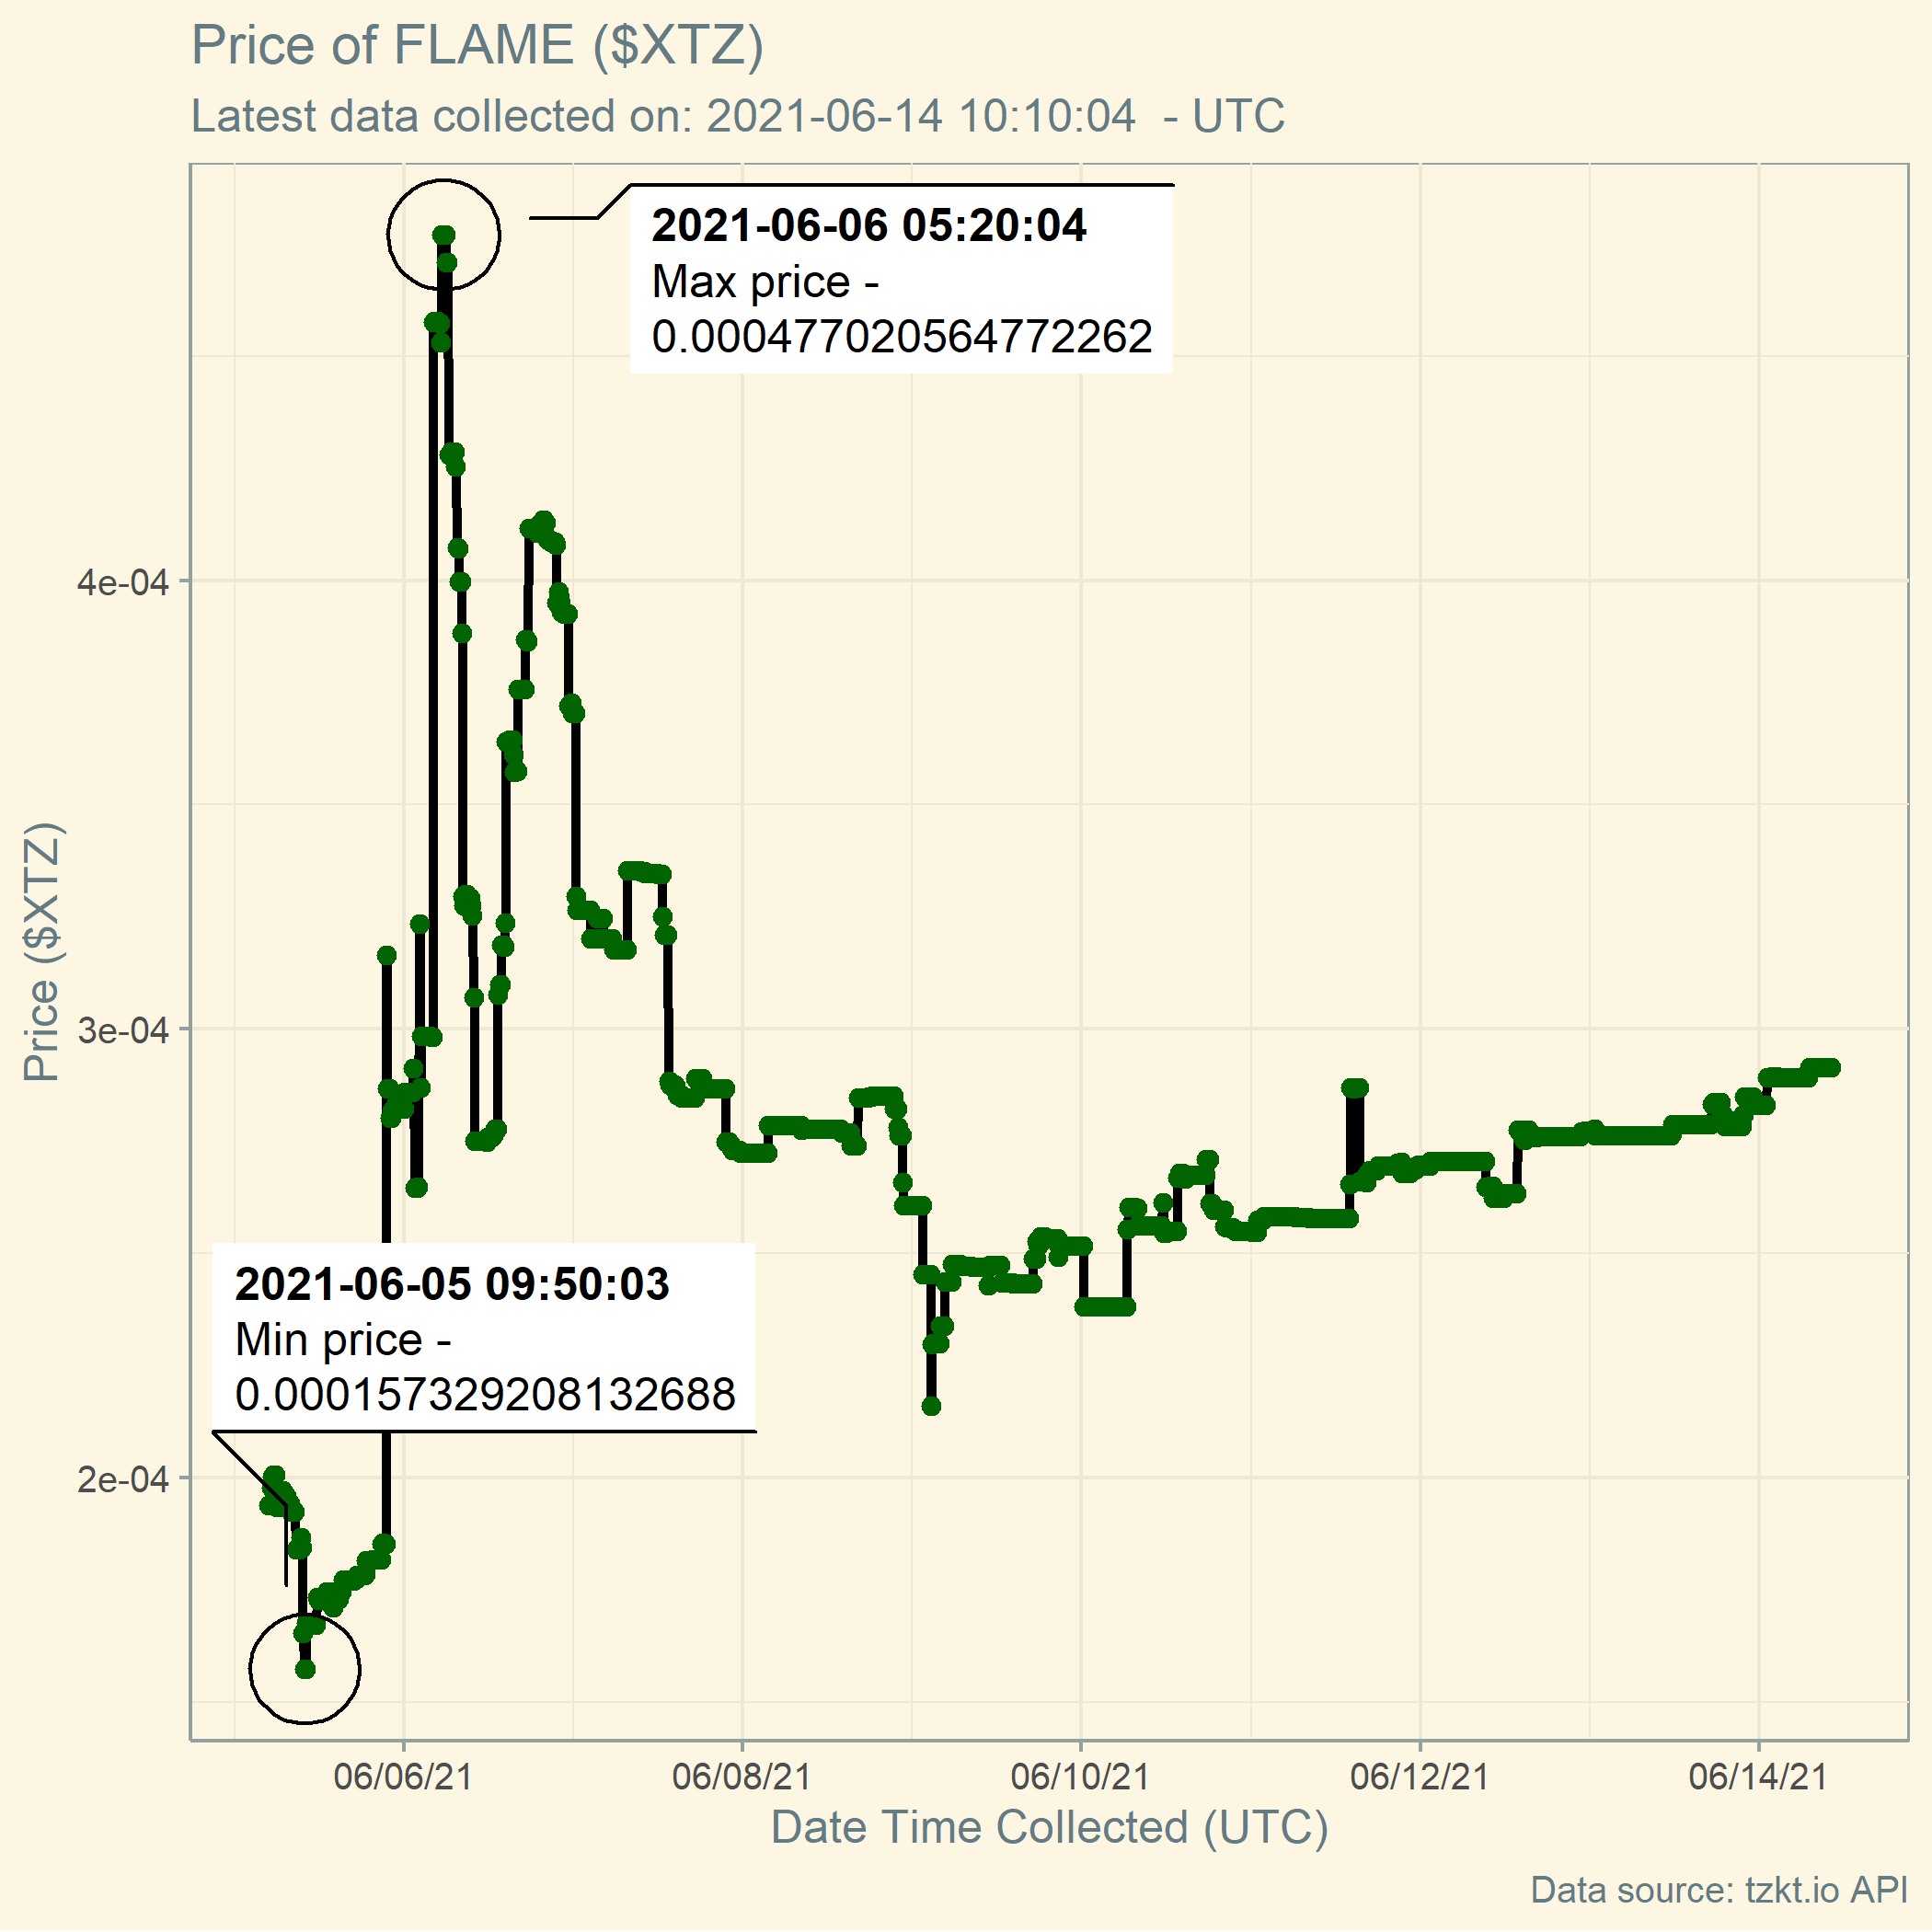 Price of FLAME ($XTZ)
Latest data collected on: 2021-06-14 10:10:04  - UTC
2021-06-06 05:20:04
Max price -
0.000477020564772262
4e-04
3e-04
2e-04
Price ($XTZ)
2021-06-05 09:50:03
Min price -
0.000157329208132688
06/06/21
06/08/21
06/10/21
06/12/21
06/14/21
Date Time Collected (UTC)
Data source: tzkt.io API